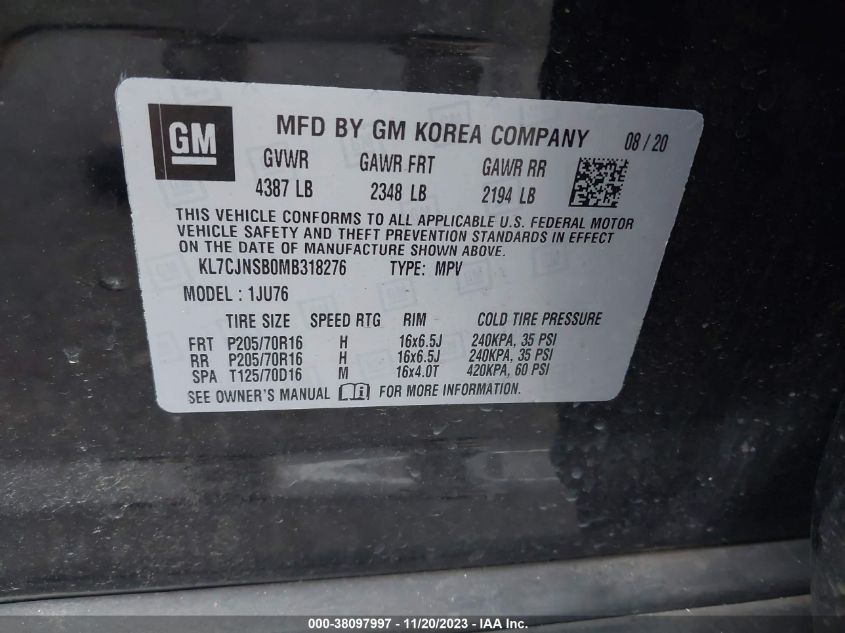 GM MFD BY GM KOREA COMPANY 08/20
GVWR GAWR FRT GAWR RR
4387 LB 2348 LB 2194 LB
THIS VEHICLE CONFORMS TO ALL APPLICABLE U.S. FEDERAL MOTOR
VEHICLE SAFETY AND THEFT PREVENTION STANDARDS IN EFFECT
ON THE DATE OF MANUFACTURE SHOWN ABOVE.
KL7CJNSB0MB318276 TYPE: MPV
MODEL : 1JU76
TIRE SIZE SPEED RTG RIM COLD TIRE PRESSURE
FRT P205/70R16 H 16x6.5J 240KPA, 35 PSI
RR P205/70R16 H 16x6.5J 240KPA, 35 PSI
SPA T125/70D16 M 16x4.0T 420KPA, 60 PSI
SEE OWNER'S MANUAL FOR MORE INFORMATION.
000-38097997 - 11/20/2023 - IAA Inc.